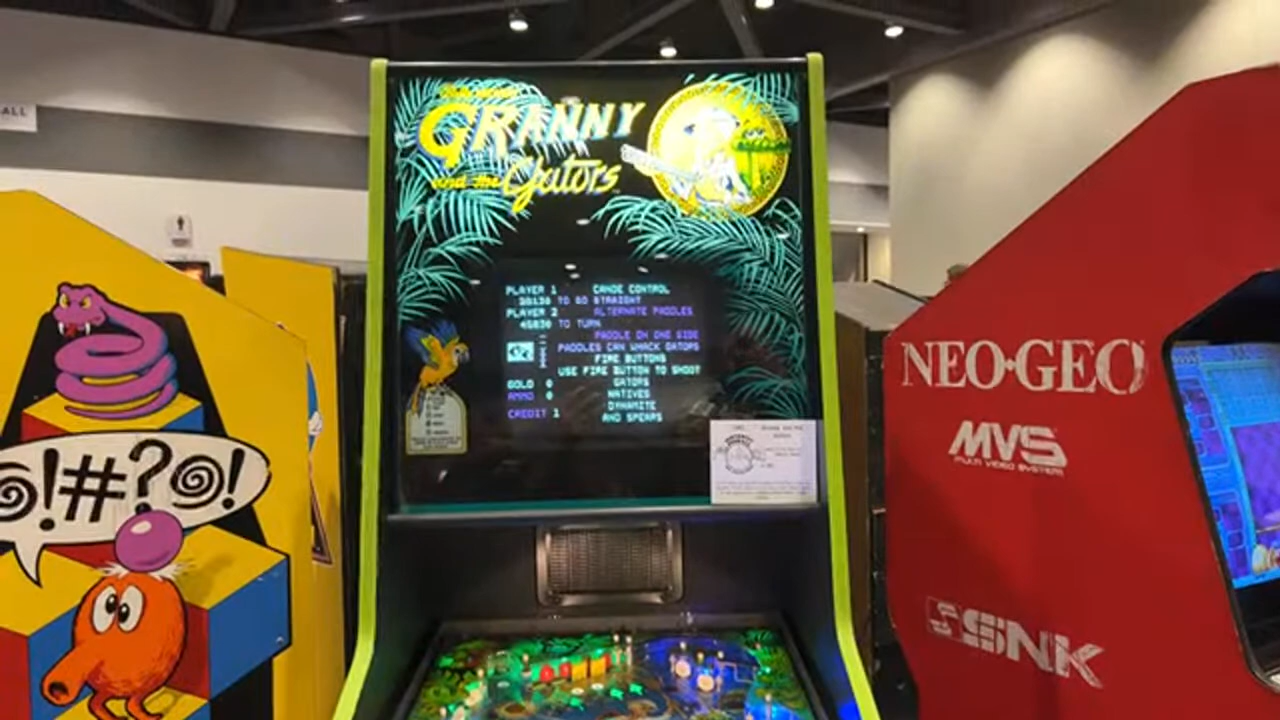 ALL
GRANNY
and the Gators
PLAYER 1 CANOE CONTROL
30130 TO GO STRAIGHT
PLAYER 2 ALTERNATE PADDLES
45830 TO TURN
PADDLE ON ONE SIDE
PADDLES CAN WHACK GATORS
FIRE BUTTONS
USE FIRE BUTTON TO SHOOT
GOLD 0 GATORS
AMMO 0 NATIVES
DYNAMITE
CREDIT 1 AND SPEARS
@!#?@!
NEO·GEO
MVS
MULTI VIDEO SYSTEM
SNK